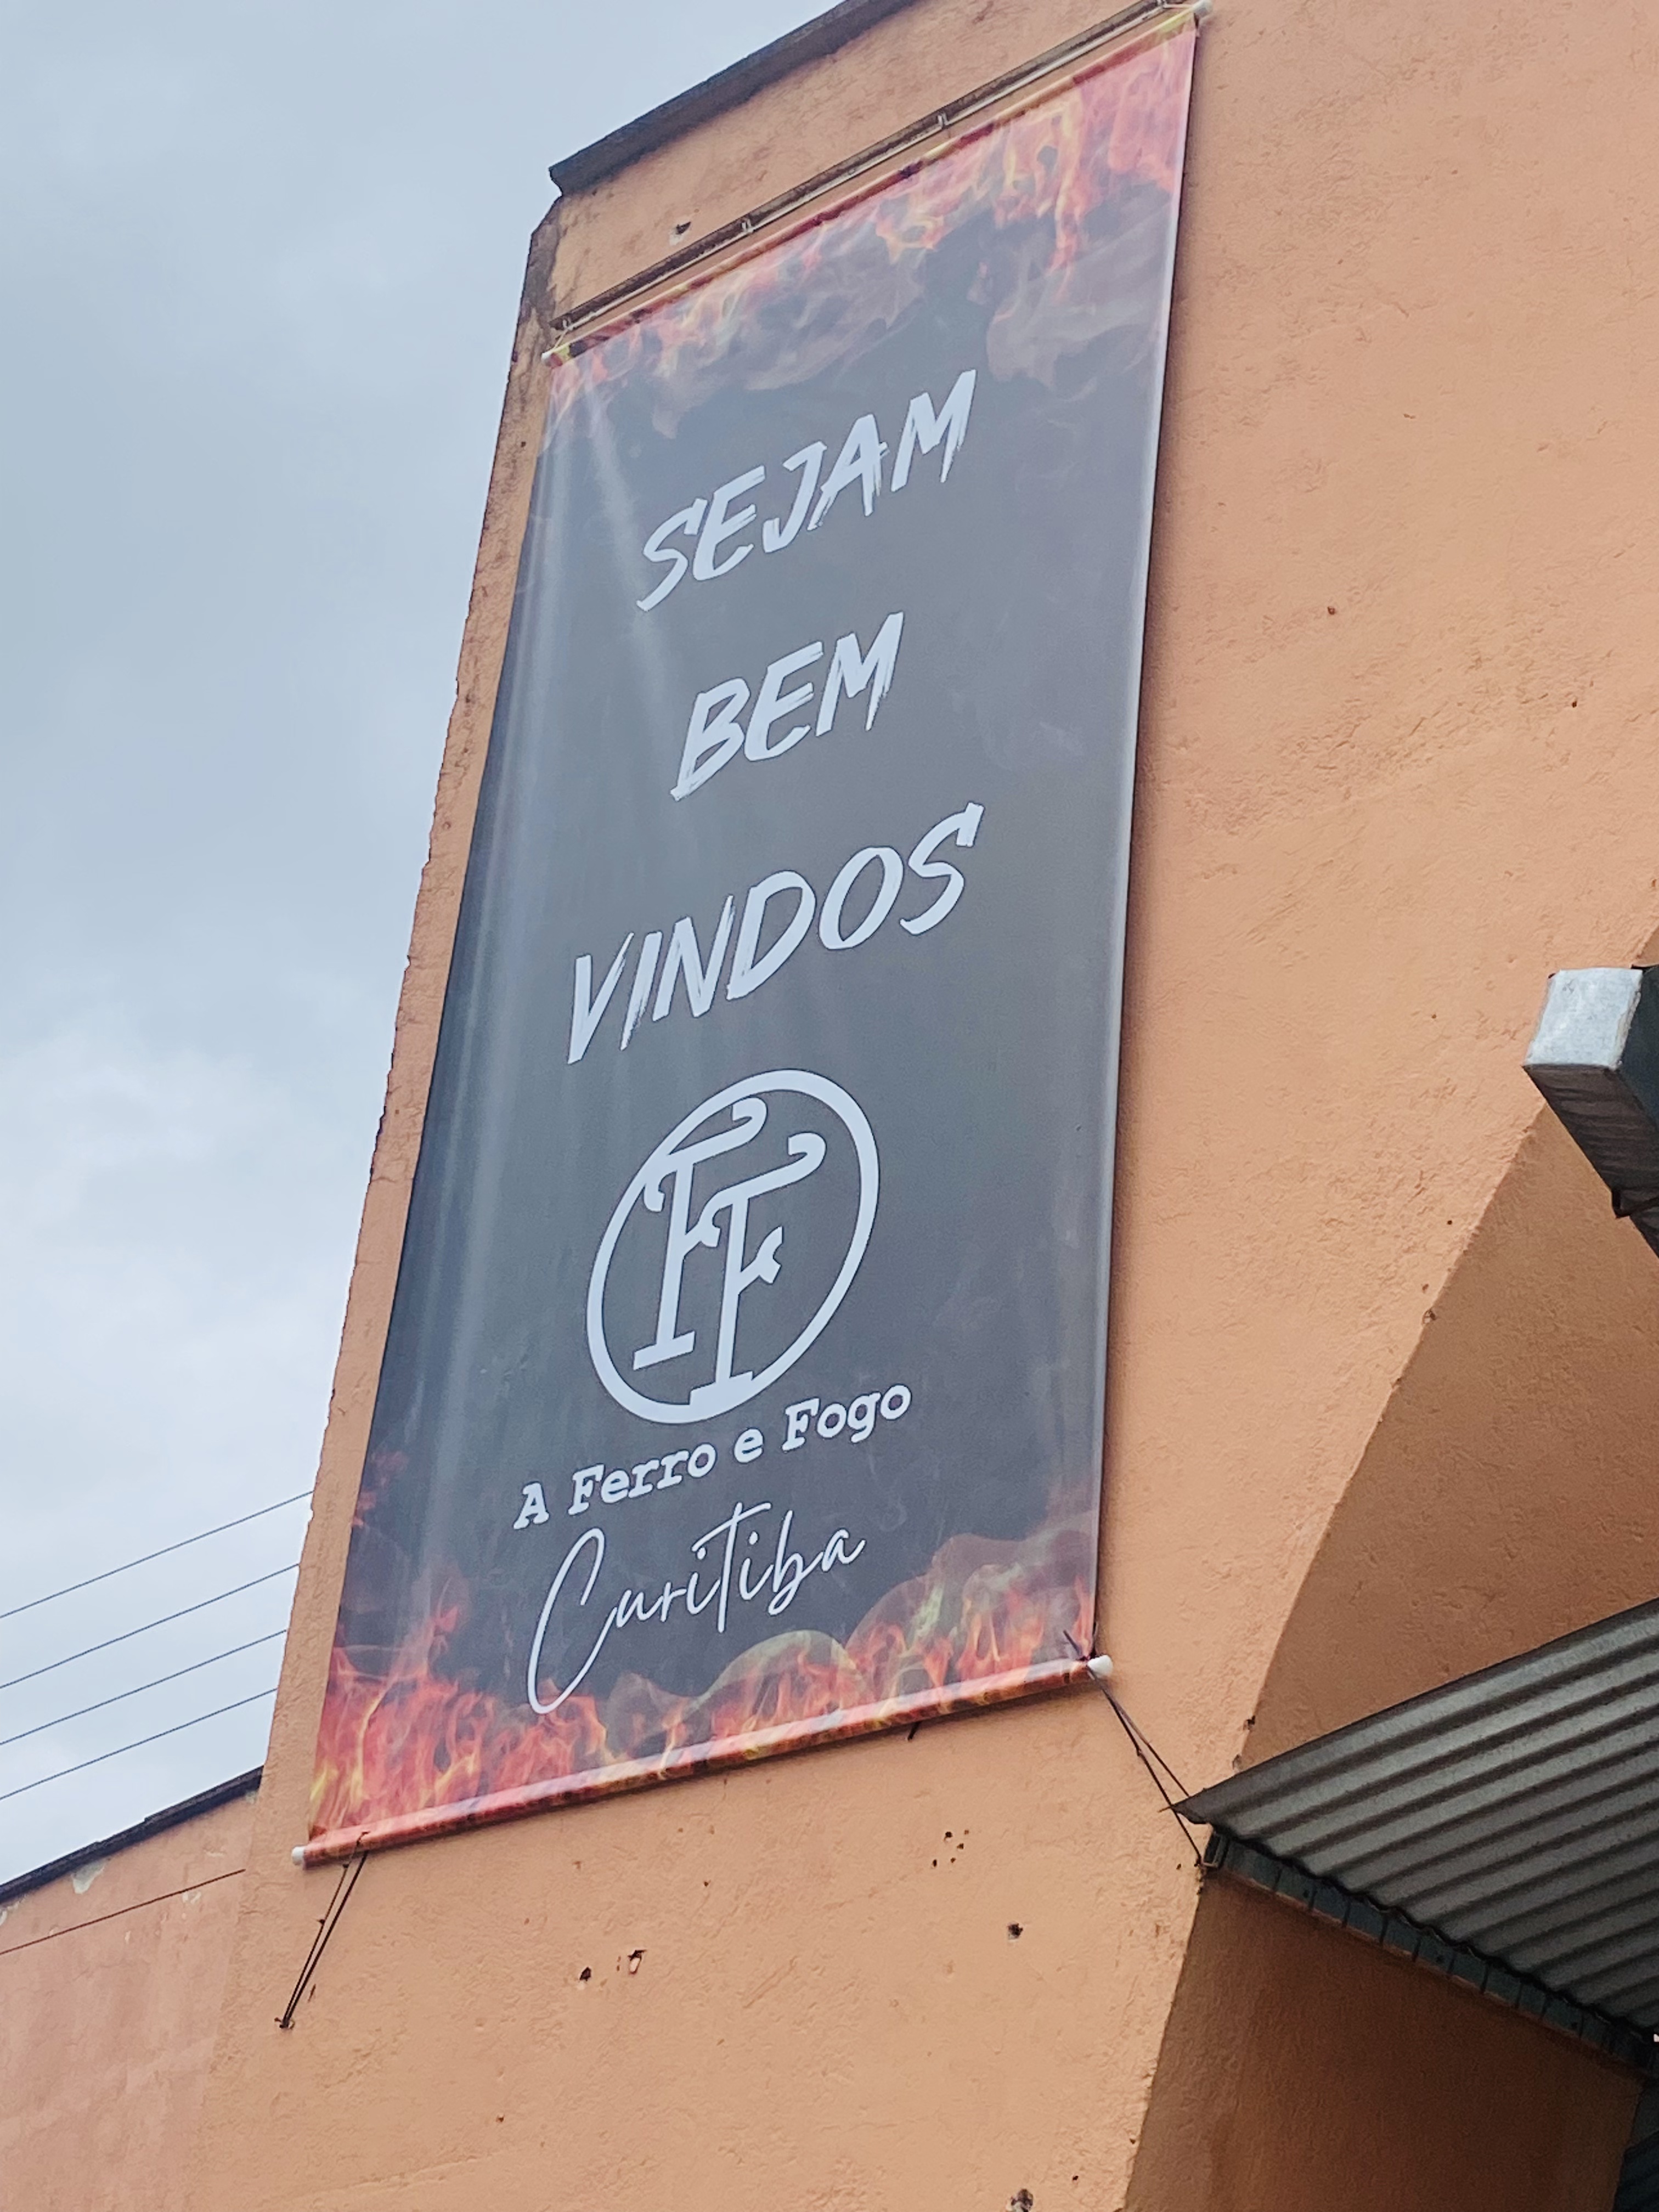 SEJAM
BEM
VINDOS
FF
A Ferro e Fogo
Curitiba